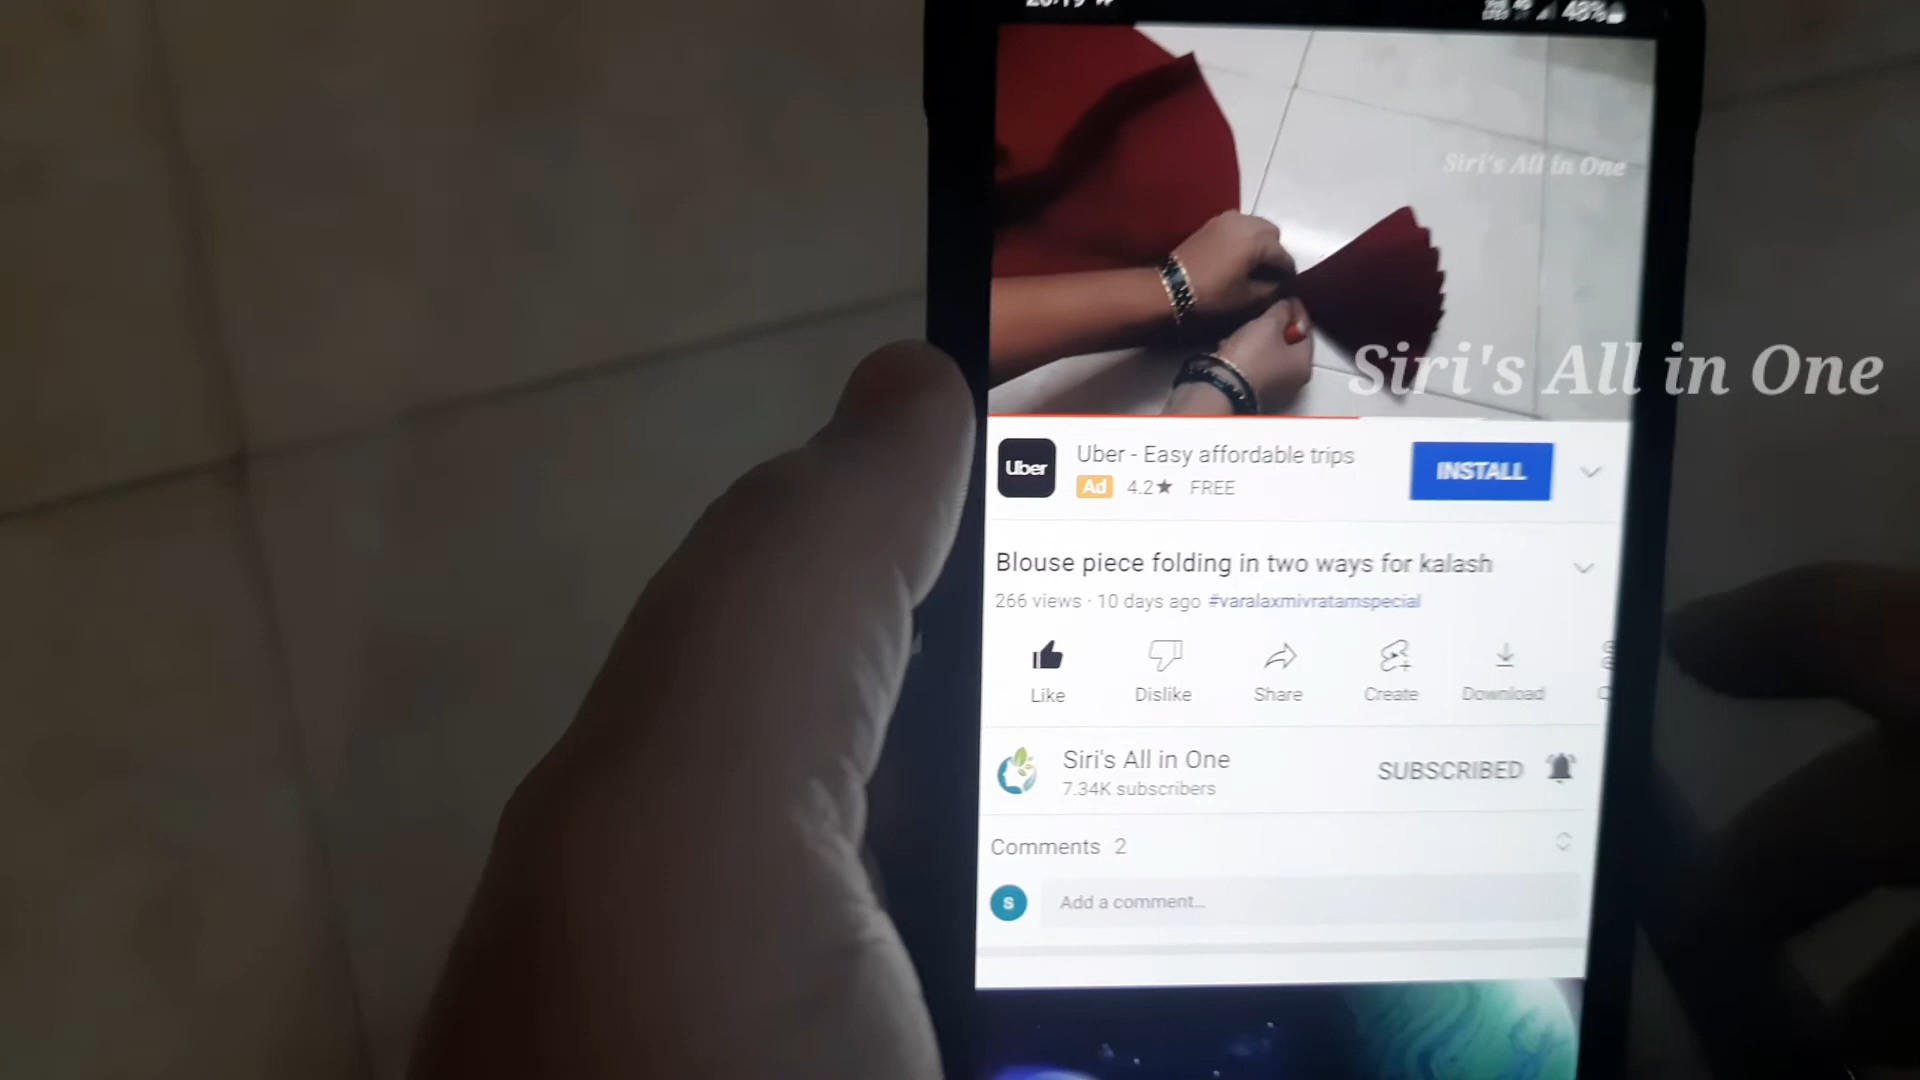 48%
Siri's All in One
Siri's All in One
Uber
Uber - Easy affordable trips
INSTALL
Ad 4.2★ FREE
Blouse piece folding in two ways for kalash
266 views · 10 days ago #varalaxmivratamspecial
Like Dislike Share Create Download
Siri's All in One
7.34K subscribers
SUBSCRIBED
Comments 2
S
Add a comment...